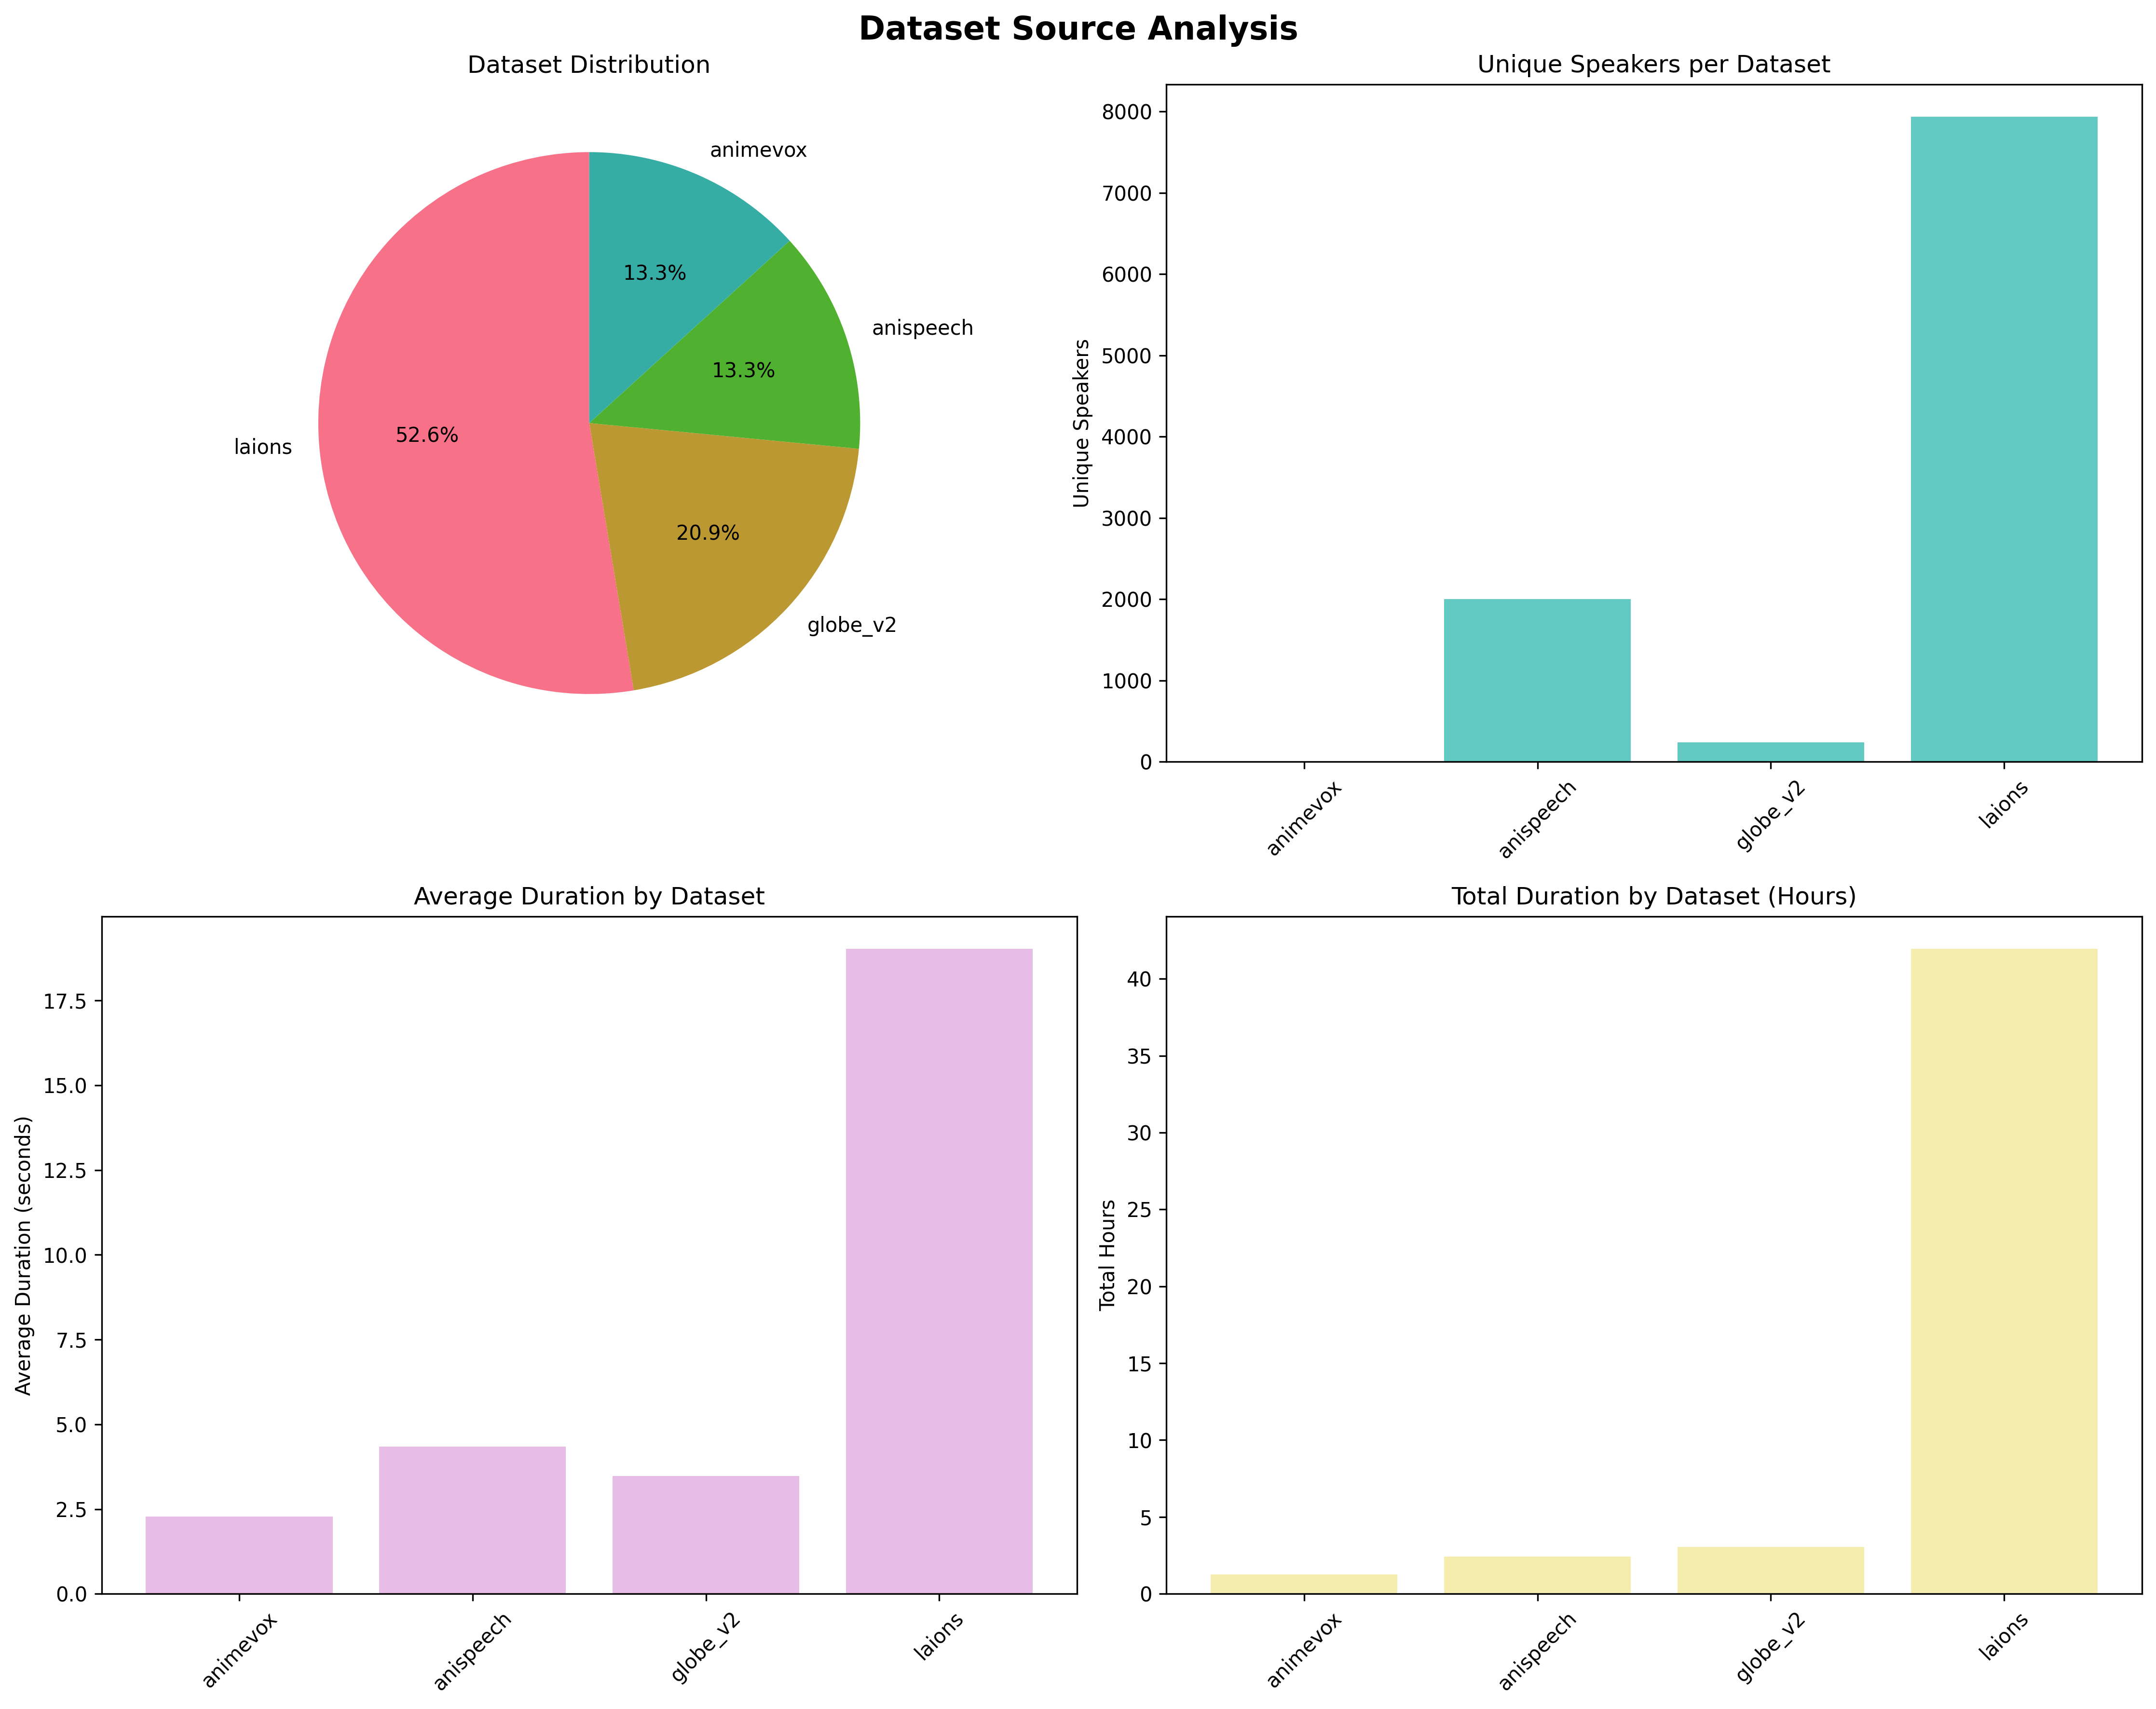 Dataset Source Analysis
Dataset Distribution
animevox
13.3%
anispeech
13.3%
laions
52.6%
20.9%
globe_v2
Unique Speakers per Dataset
Unique Speakers
8000
7000
6000
5000
4000
3000
2000
1000
0
animevox
anispeech
globe_v2
laions
Average Duration by Dataset
Average Duration (seconds)
17.5
15.0
12.5
10.0
7.5
5.0
2.5
0.0
animevox
anispeech
globe_v2
laions
Total Duration by Dataset (Hours)
Total Hours
40
35
30
25
20
15
10
5
0
animevox
anispeech
globe_v2
laions